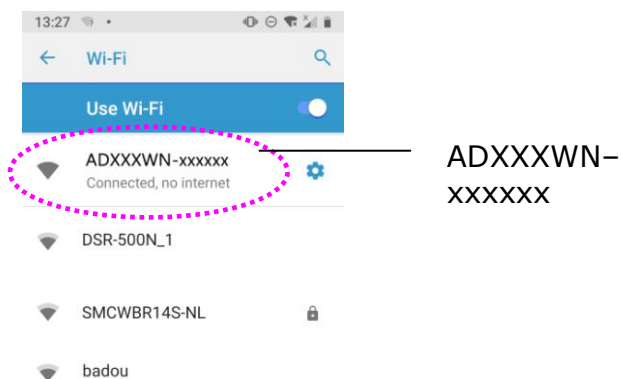 13:27
Wi-Fi
Use Wi-Fi
ADXXXWN-xxxxxx
Connected, no internet
ADXXXWN–
xxxxxx
DSR-500N_1
SMCWBR14S-NL
badou